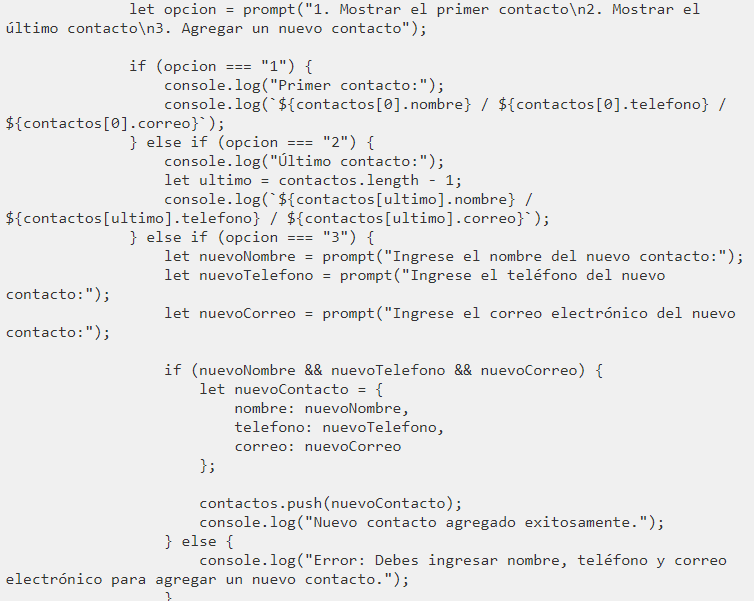 let opcion = prompt("1. Mostrar el primer contacto\n2. Mostrar el
último contacto\n3. Agregar un nuevo contacto");
if (opcion === "1") {
console.log("Primer contacto:");
console.log(`${contactos[0].nombre} / ${contactos[0].telefono} /
${contactos[0].correo}`);
} else if (opcion === "2") {
console.log("Último contacto:");
let ultimo = contactos.length - 1;
console.log(`${contactos[ultimo].nombre} /
${contactos[ultimo].telefono} / ${contactos[ultimo].correo}`);
} else if (opcion === "3") {
let nuevoNombre = prompt("Ingrese el nombre del nuevo contacto:");
let nuevoTelefono = prompt("Ingrese el teléfono del nuevo
contacto:");
let nuevoCorreo = prompt("Ingrese el correo electrónico del nuevo
contacto:");
if (nuevoNombre && nuevoTelefono && nuevoCorreo) {
let nuevoContacto = {
nombre: nuevoNombre,
telefono: nuevoTelefono,
correo: nuevoCorreo
};
contactos.push(nuevoContacto);
console.log("Nuevo contacto agregado exitosamente.");
} else {
console.log("Error: Debes ingresar nombre, teléfono y correo
electrónico para agregar un nuevo contacto.");
}